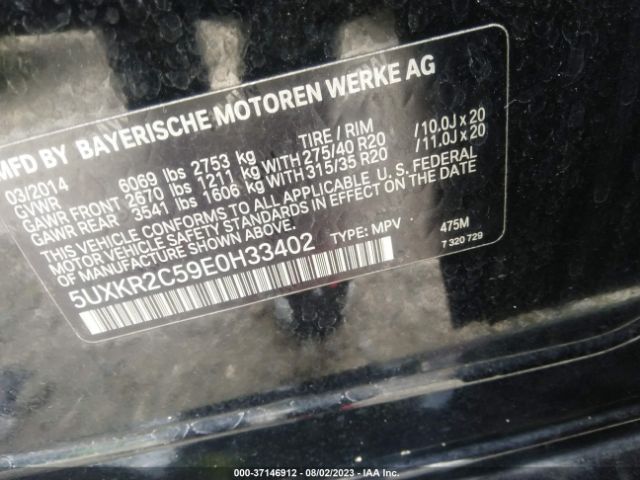 MFD BY BAYERISCHE MOTOREN WERKE AG
03/2014 TIRE / RIM
GVWR 6069 lbs 2753 kg
GAWR FRONT 2670 lbs 1211 kg WITH 275/40 R20 /10.0J x 20
GAWR REAR 3541 lbs 1606 kg WITH 315/35 R20 /11.0J x 20
THIS VEHICLE CONFORMS TO ALL APPLICABLE U.S. FEDERAL
MOTOR VEHICLE SAFETY STANDARDS IN EFFECT ON THE
DATE OF MANUFACTURE SHOWN ABOVE.
5UXKR2C59E0H33402 TYPE: MPV 475M
7 320 729
000-37146912 - 08/02/2023 - IAA Inc.